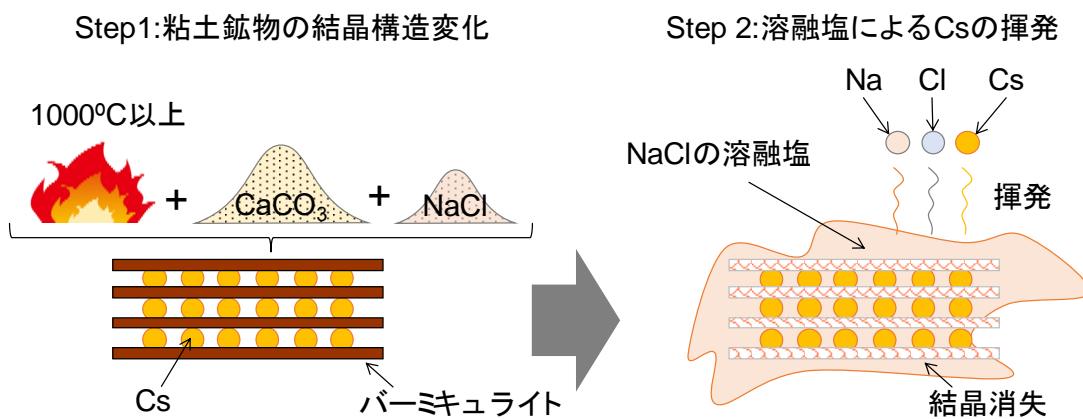 Step1:粘土鉱物の結晶構造変化
1000ºC以上
+
CaCO₃
+
NaCl
Cs
バーミキュライト
Step 2:溶融塩によるCsの揮発
Na
Cl
Cs
NaClの溶融塩
揮発
結晶消失